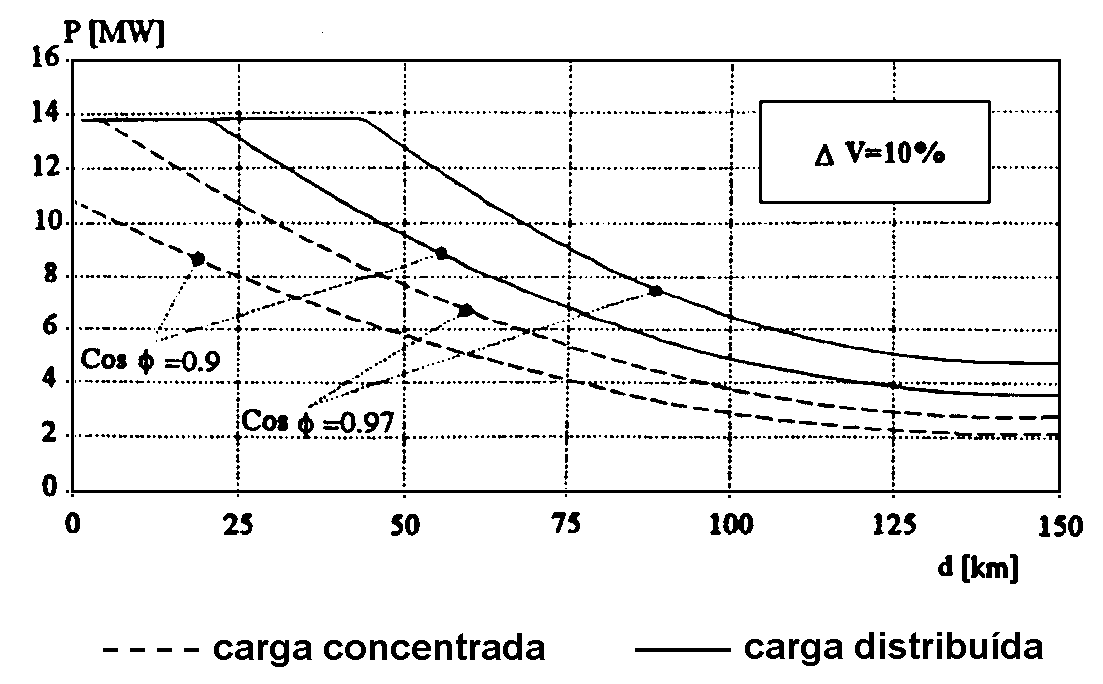 P [MW]
16
14
12
10
8
6
4
2
0
Δ V=10%
Cos ϕ =0.9
Cos ϕ =0.97
0 25 50 75 100 125 150
d [km]
carga concentrada carga distribuída